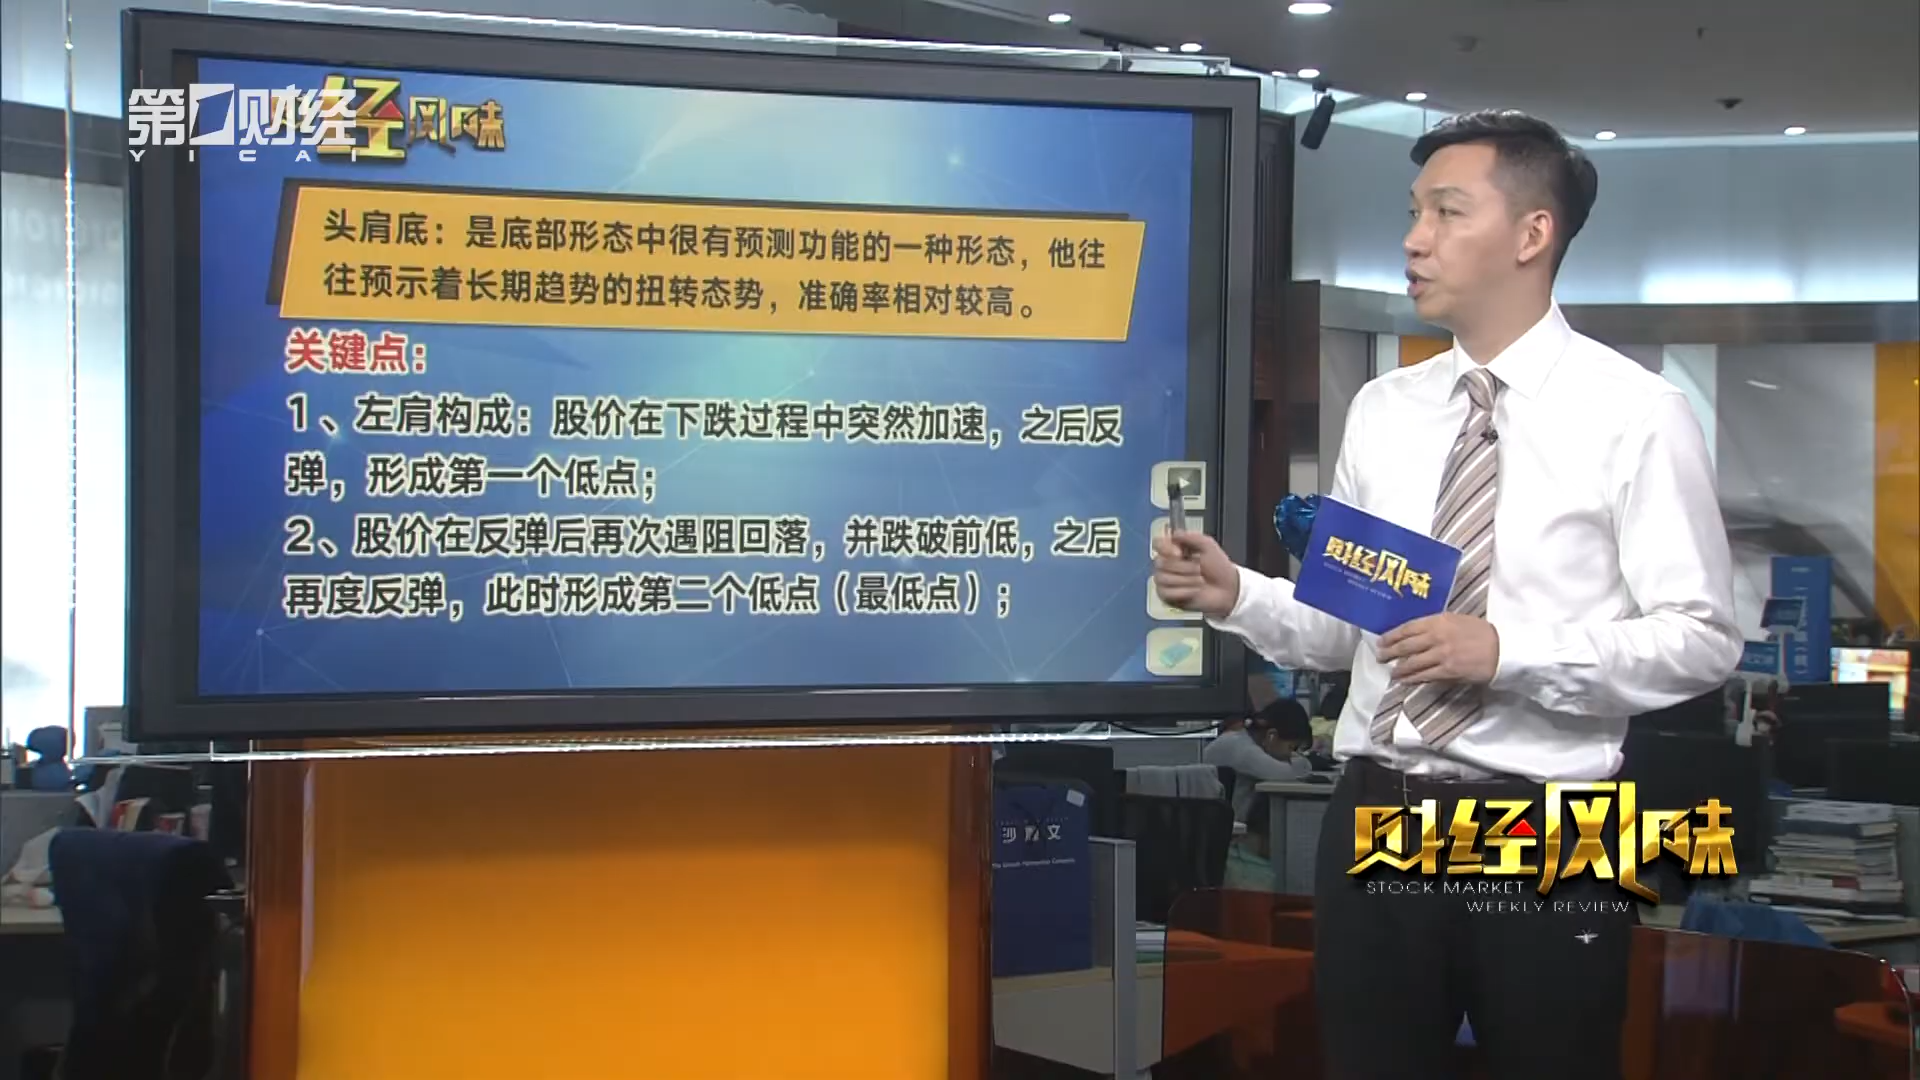 第一财经
YICAI
财经风味
头肩底：是底部形态中很有预测功能的一种形态，他往
往预示着长期趋势的扭转态势，准确率相对较高。
关键点：
1、左肩构成：股价在下跌过程中突然加速，之后反
弹，形成第一个低点；
2、股价在反弹后再次遇阻回落，并跌破前低，之后
再度反弹，此时形成第二个低点（最低点）；
财经风味
STOCK MARKET
WEEKLY REVIEW
财经风味
STOCK MARKET
WEEKLY REVIEW